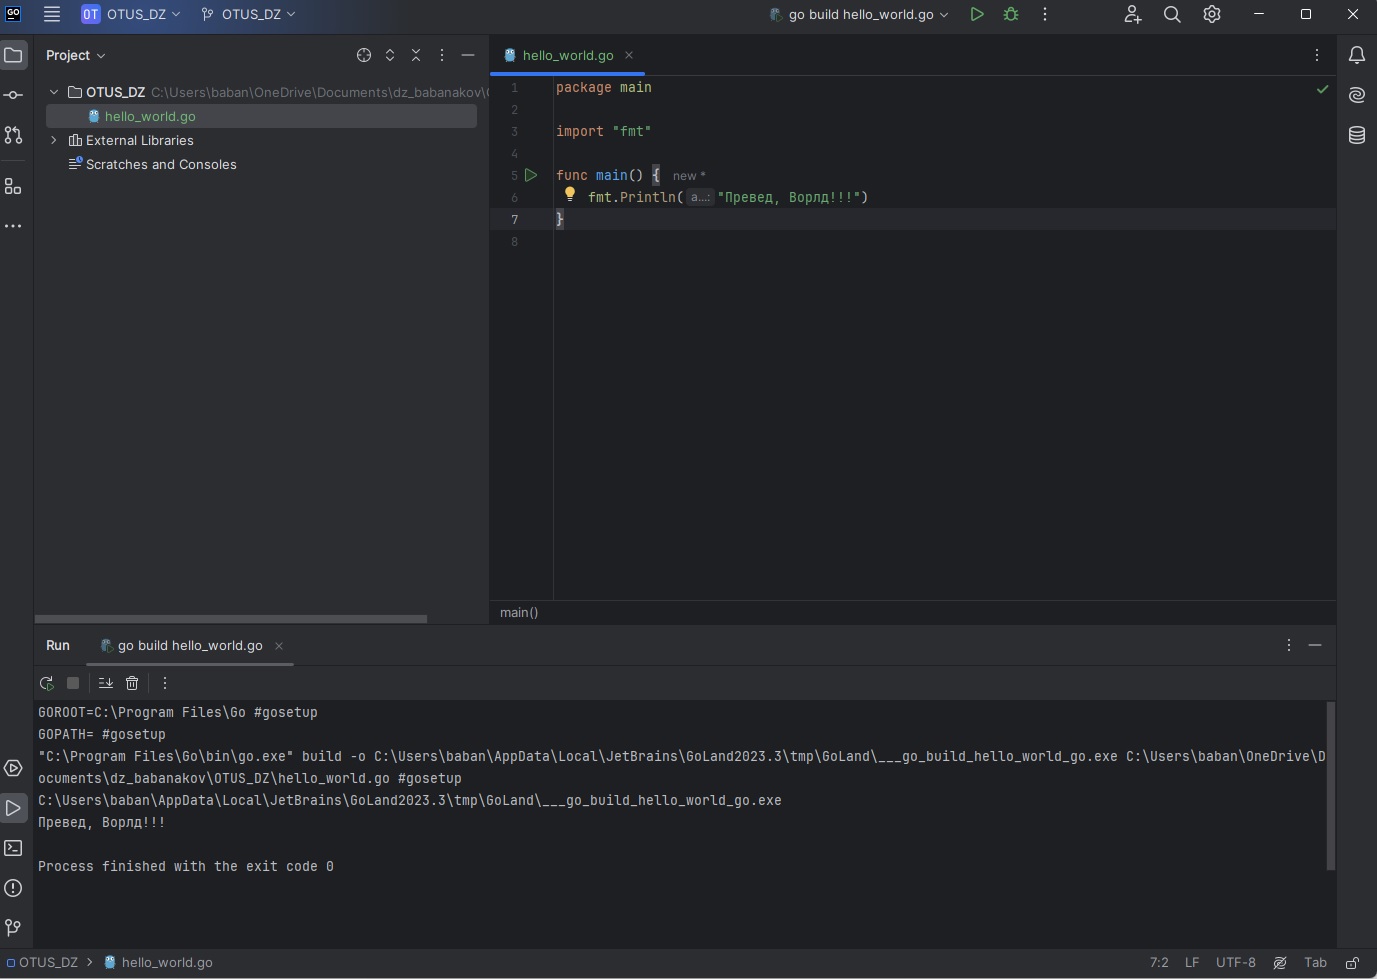 GO
OT OTUS_DZ OTUS_DZ go build hello_world.go
Project
hello_world.go
OTUS_DZ C:\Users\baban\OneDrive\Documents\dz_babanakov\
hello_world.go
External Libraries
Scratches and Consoles
1 package main
2
3 import "fmt"
4
5 func main() { new *
6 fmt.Println( a...: "Превед, Ворлд!!!")
7 }
8
main()
Run go build hello_world.go
GOROOT=C:\Program Files\Go #gosetup
GOPATH= #gosetup
"C:\Program Files\Go\bin\go.exe" build -o C:\Users\baban\AppData\Local\JetBrains\GoLand2023.3\tmp\GoLand\___go_build_hello_world_go.exe C:\Users\baban\OneDrive\D
ocuments\dz_babanakov\OTUS_DZ\hello_world.go #gosetup
C:\Users\baban\AppData\Local\JetBrains\GoLand2023.3\tmp\GoLand\___go_build_hello_world_go.exe
Превед, Ворлд!!!
Process finished with the exit code 0
OTUS_DZ > hello_world.go 7:2 LF UTF-8 Tab